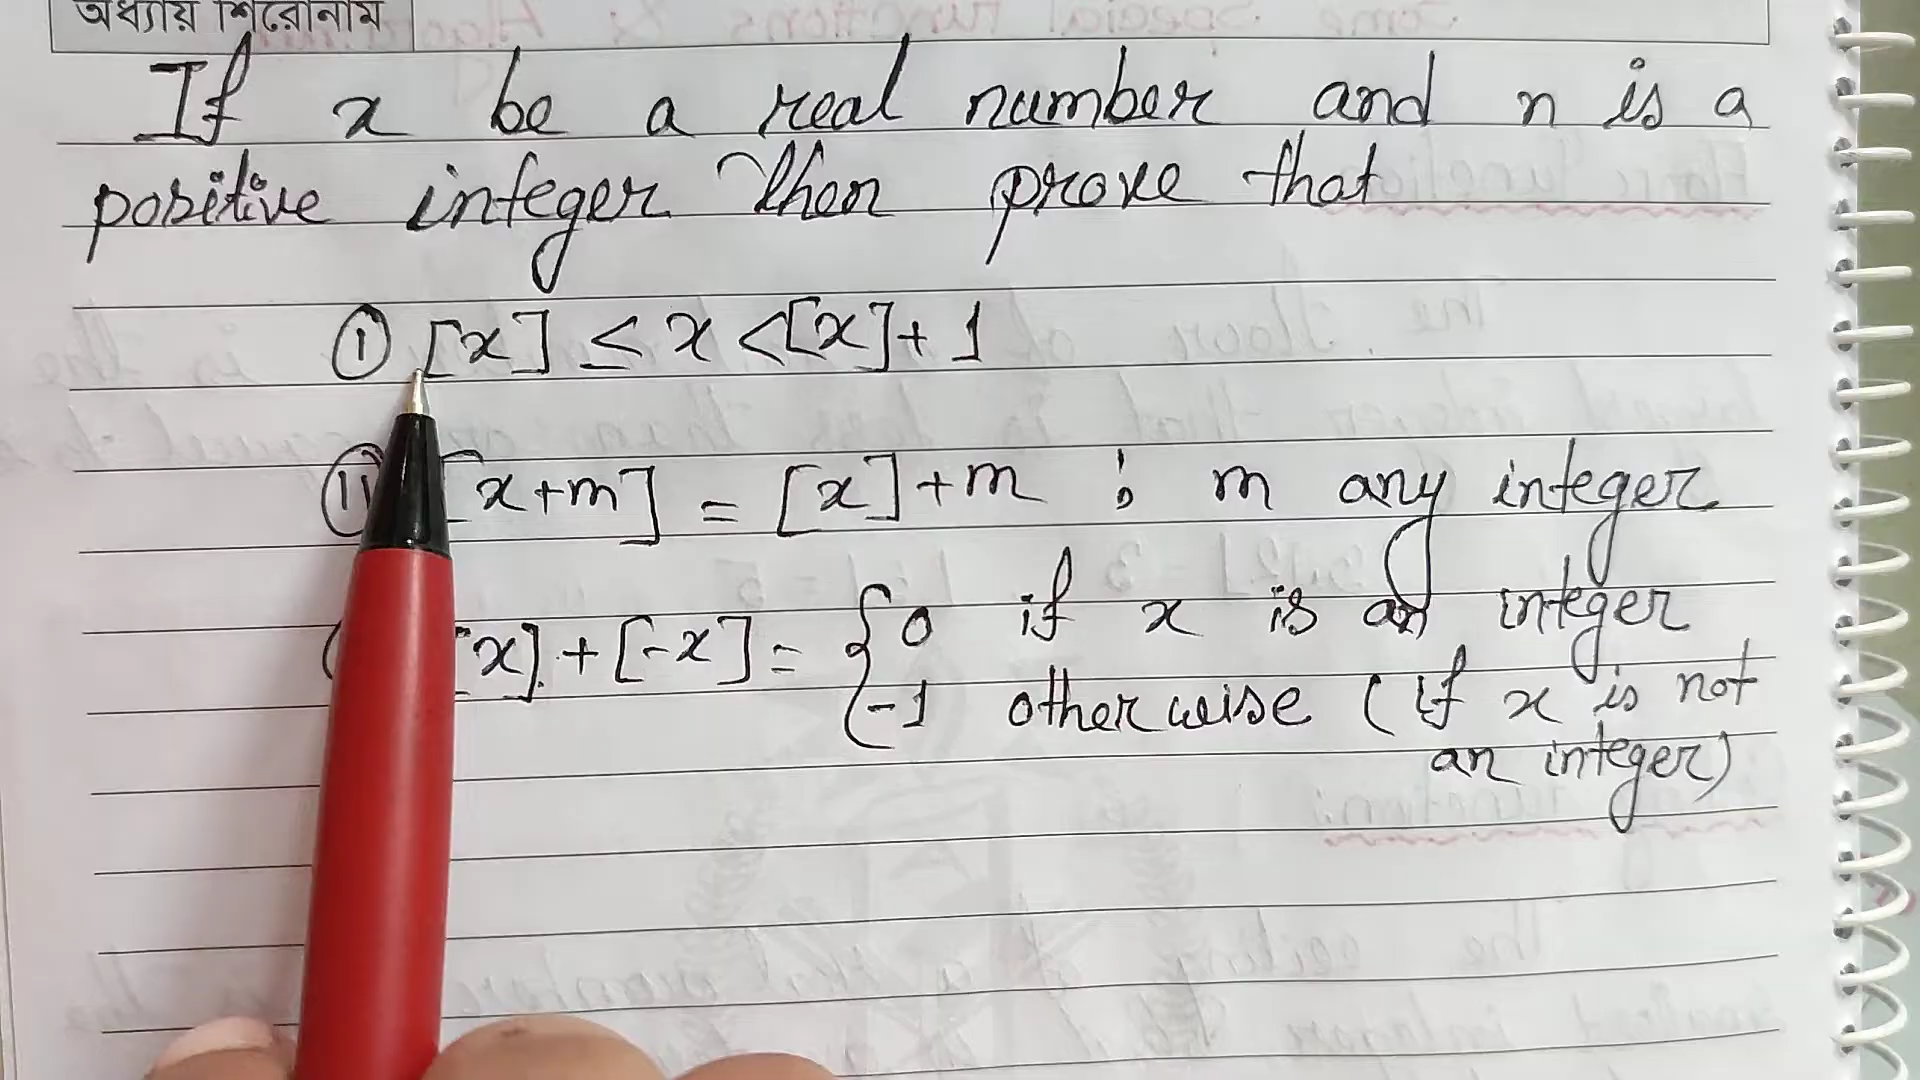 অধ্যায় শিরোনাম
If x be a real number and n is a
positive integer then prove that
① [x] ≤ x < [x] + 1
⑪ [x+m] = [x] + m ; m any integer
[x] + [-x] = { 0 if x is an integer
-1 otherwise (if x is not
an integer)